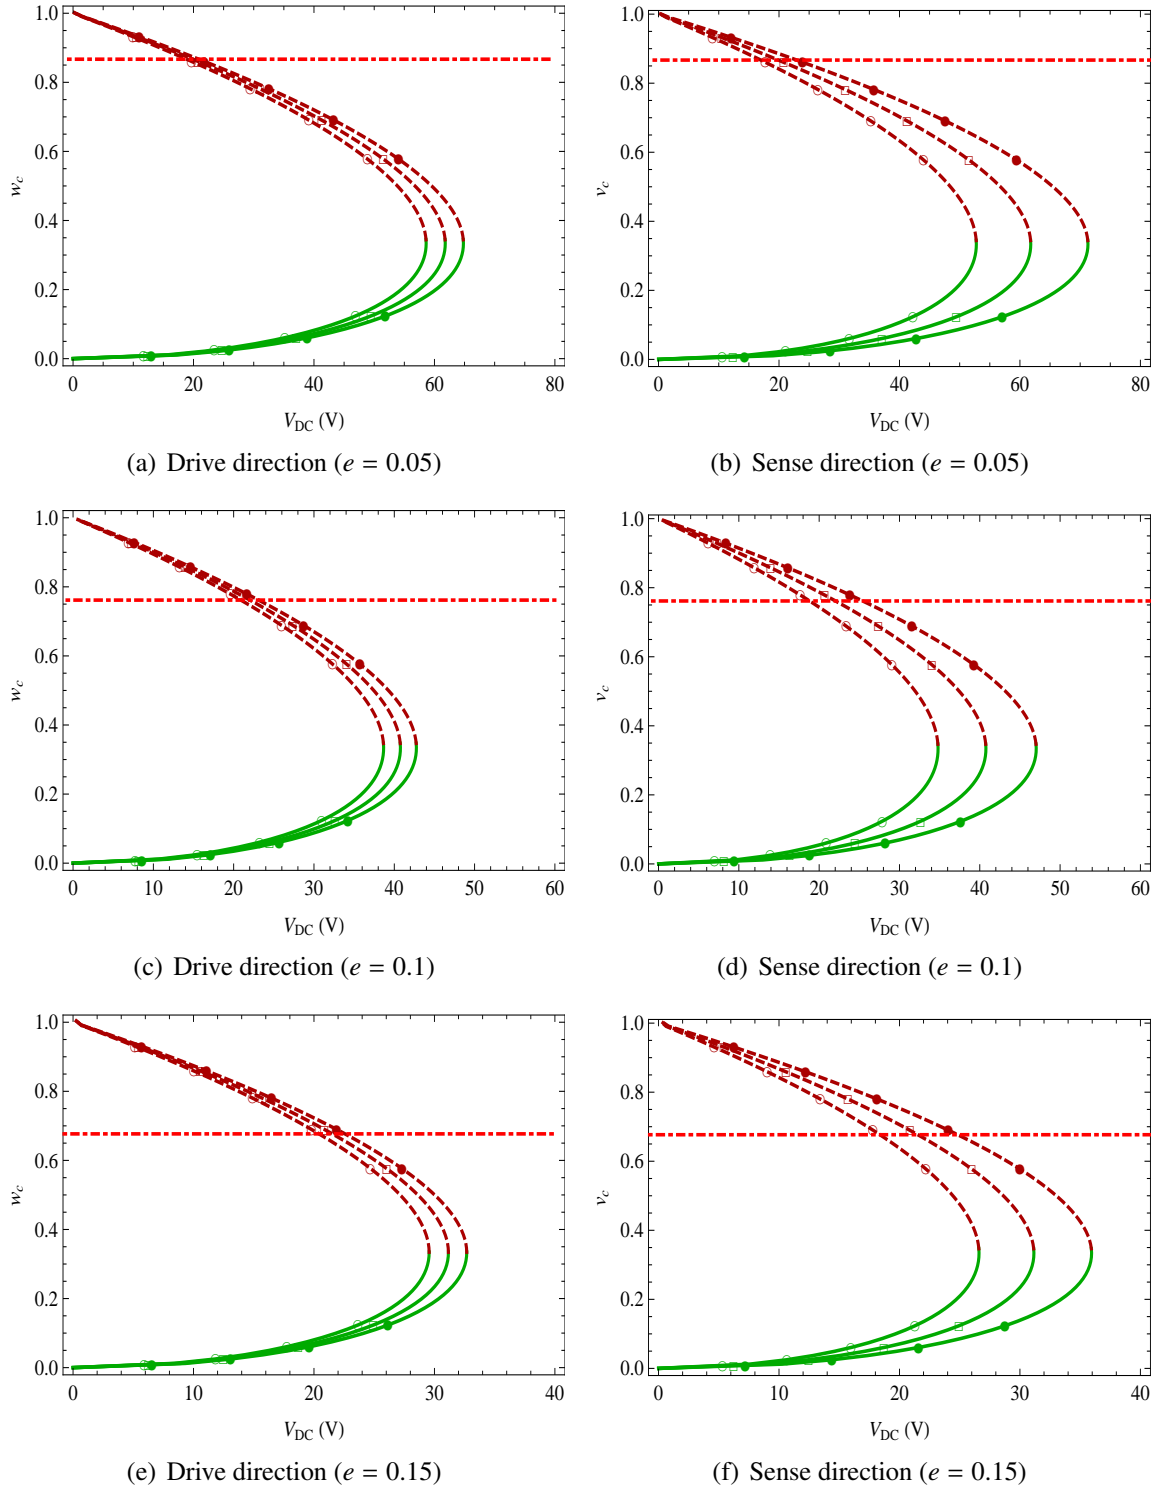 1.0
0.8
0.6
0.4
0.2
0.0
w_c
0 20 40 60 80
V_DC (V)
(a) Drive direction (e = 0.05)
1.0
0.8
0.6
0.4
0.2
0.0
v_c
0 20 40 60 80
V_DC (V)
(b) Sense direction (e = 0.05)
1.0
0.8
0.6
0.4
0.2
0.0
w_c
0 10 20 30 40 50 60
V_DC (V)
(c) Drive direction (e = 0.1)
1.0
0.8
0.6
0.4
0.2
0.0
v_c
0 10 20 30 40 50 60
V_DC (V)
(d) Sense direction (e = 0.1)
1.0
0.8
0.6
0.4
0.2
0.0
w_c
0 10 20 30 40
V_DC (V)
(e) Drive direction (e = 0.15)
1.0
0.8
0.6
0.4
0.2
0.0
v_c
0 10 20 30 40
V_DC (V)
(f) Sense direction (e = 0.15)